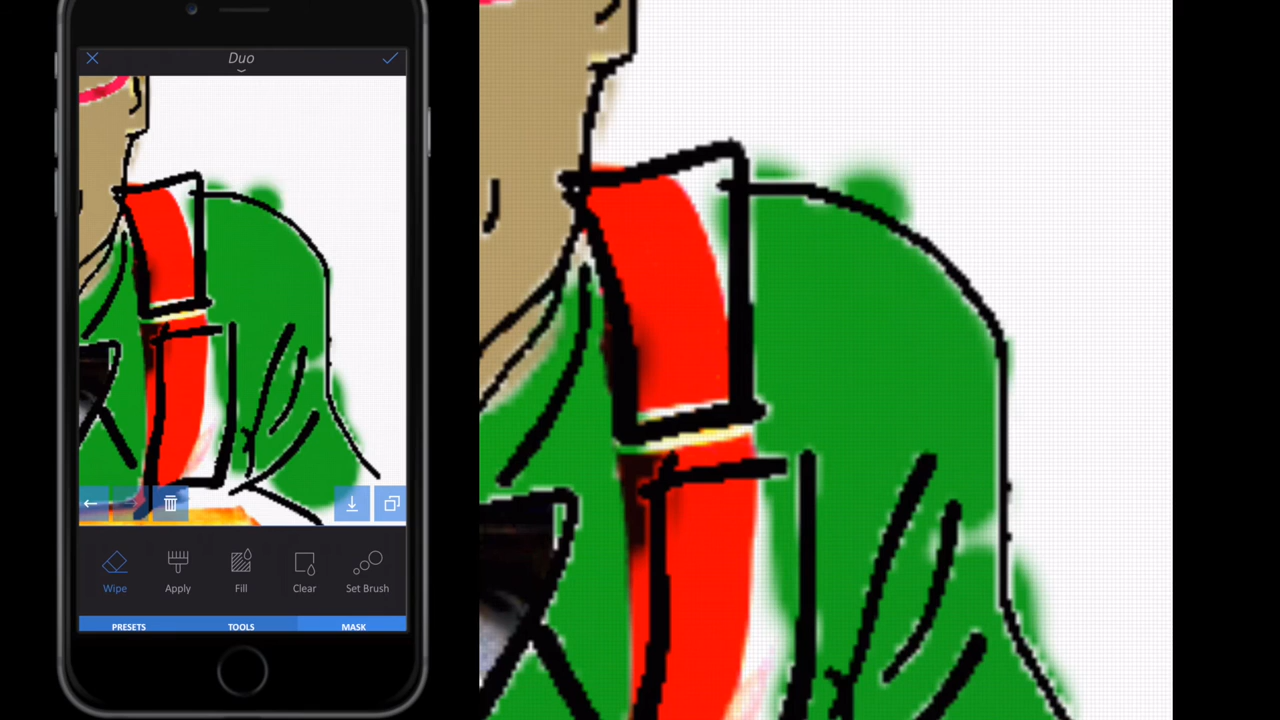 Duo
Wipe
Apply
Fill
Clear
Set Brush
PRESETS
TOOLS
MASK